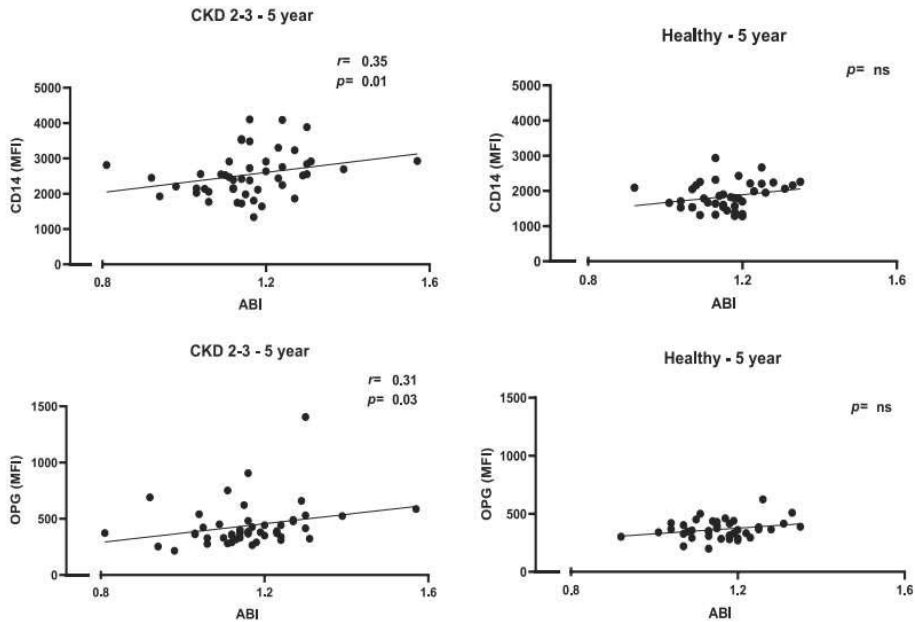 CKD 2-3 - 5 year
r= 0.35
p= 0.01
5000
4000
3000
2000
1000
0
CD14 (MFI)
0.8
1.2
1.6
ABI
Healthy - 5 year
p= ns
5000
4000
3000
2000
1000
0
CD14 (MFI)
0.8
1.2
1.6
ABI
CKD 2-3 - 5 year
r= 0.31
p= 0.03
1500
1000
500
0
OPG (MFI)
0.8
1.2
1.6
ABI
Healthy - 5 year
p= ns
1500
1000
500
0
OPG (MFI)
0.8
1.2
1.6
ABI